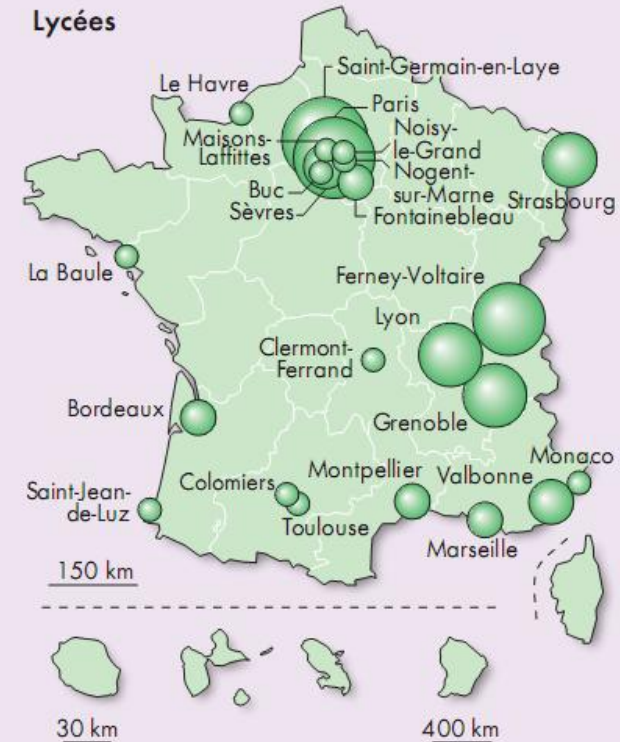 Lycées
Saint-Germain-en-Laye
Le Havre
Paris
Maisons-
Laffittes
Noisy-
le-Grand
Nogent-
sur-Marne
Buc
Sèvres
Fontainebleau
Strasbourg
La Baule
Ferney-Voltaire
Lyon
Clermont-
Ferrand
Bordeaux
Grenoble
Monaco
Montpellier
Valbonne
Colomiers
Saint-Jean-
de-Luz
Toulouse
Marseille
150 km
30 km
400 km